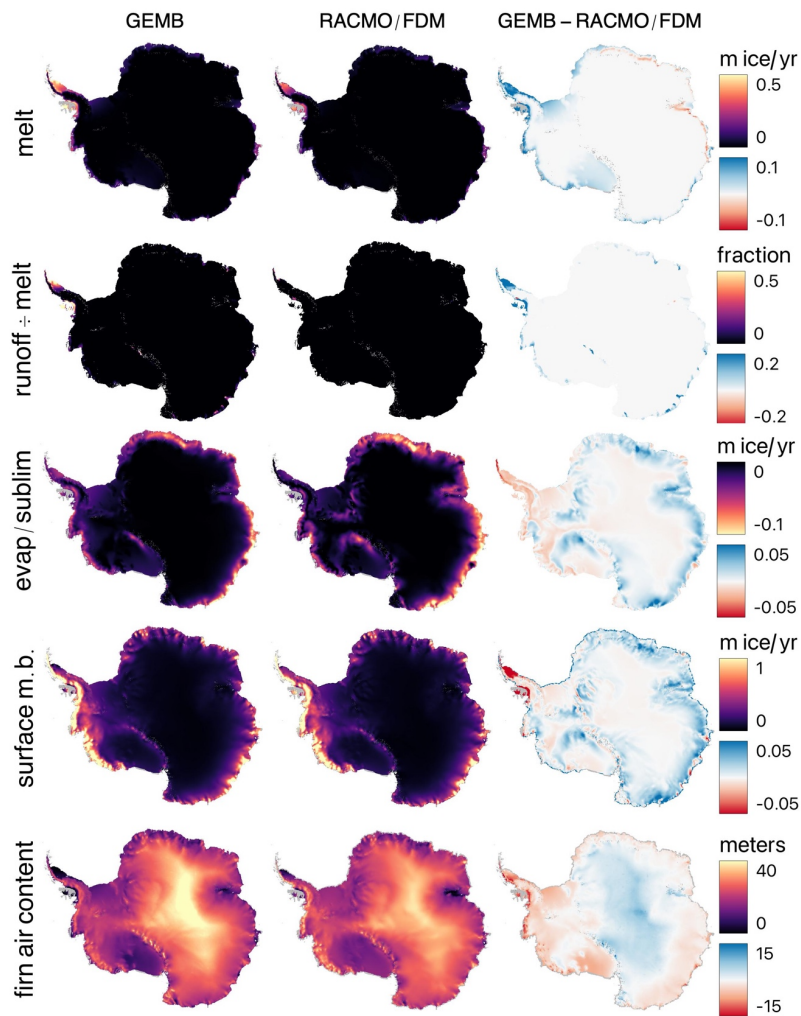 GEMB RACMO/FDM GEMB – RACMO/FDM
melt
m ice/yr
0.5
0
0.1
-0.1
runoff ÷ melt
fraction
0.5
0
0.2
-0.2
evap/sublim
m ice/yr
0
-0.1
0.05
-0.05
surface m.b.
m ice/yr
1
0
0.05
-0.05
firn air content
meters
40
0
15
-15